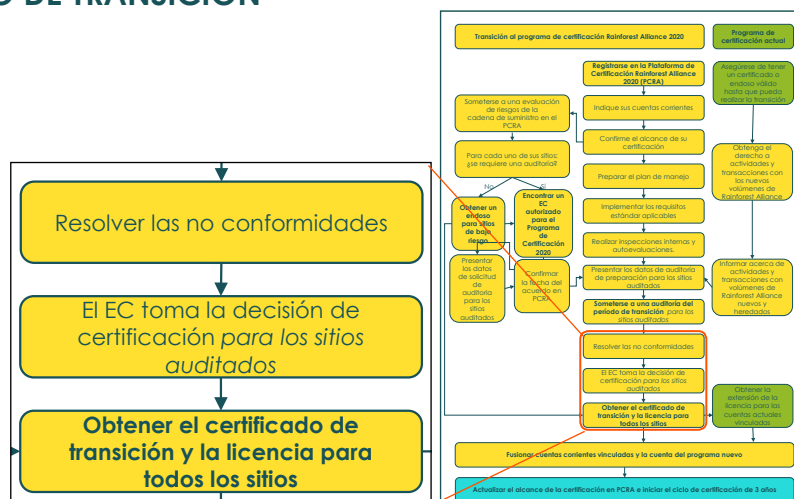 O DE TRANSICIÓN
Resolver las no conformidades
El EC toma la decisión de
certificación para los sitios
auditados
Obtener el certificado de
transición y la licencia para
todos los sitios
Transición al programa de certificación Rainforest Alliance 2020
Programa de
certificación actual
Registrarse en la Plataforma de
Certificación Rainforest Alliance
2020 (PCRA)
Asegúrese de tener
un certificado o
endoso válido
hasta que pueda
realizar la transición
Someterse a una evaluación
de riesgos de la
cadena de suministro en el
PCRA
Indique sus cuentas corrientes
Confirme el alcance de su
certificación
Para cada uno de sus sitios:
¿se requiere una auditoría?
Obtenga el
derecho a
actividades y
transacciones con
los nuevos
volúmenes de
Rainforest Alliance
Preparar el plan de manejo
No
Sí
Obtener un
endoso
para sitios
de bajo
riesgo
Encontrar un
EC
autorizado
para el
Programa
de
Certificación
2020
Implementar los requisitos
estándar aplicables
Realizar inspecciones internas y
autoevaluaciones.
Presentar
los datos
de solicitud
de
auditoría
para los
sitios
auditados
Confirmar
la fecha del
acuerdo en
PCRA
Presentar los datos de auditoría
de preparación para los sitios
auditados
Informar acerca de
actividades y
transacciones con
volúmenes de
Rainforest Alliance
nuevos y
heredados
Someterse a una auditoría del
período de transición para los
sitios auditados
Resolver las no conformidades
El EC toma la decisión de
certificación para los sitios
auditados
Obtener el certificado de
transición y la licencia para
todos los sitios
Obtener la
extensión de la
licencia para las
cuentas actuales
vinculadas
Fusionar cuentas corrientes vinculadas y la cuenta del programa nuevo
Actualizar el alcance de la certificación en PCRA e iniciar el ciclo de certificación de 3 años